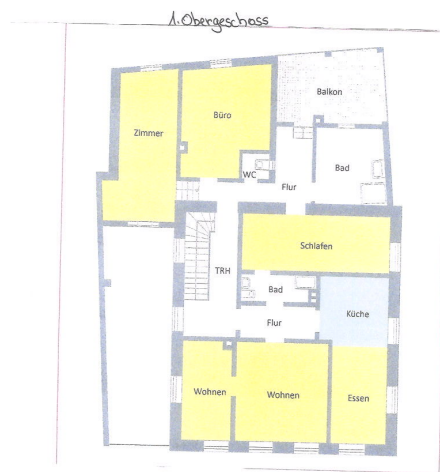 1. Obergeschoss
Balkon
Büro
Zimmer
Bad
WC
Flur
Schlafen
TRH
Bad
Küche
Flur
Wohnen
Wohnen
Essen